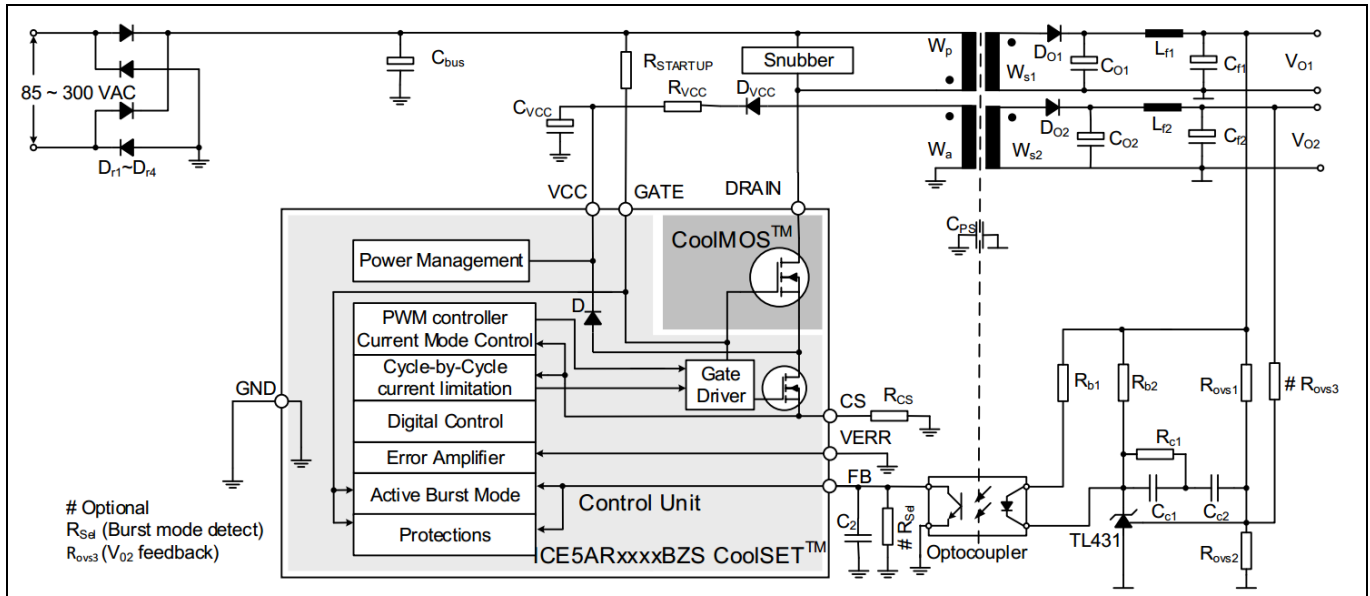 85 ~ 300 VAC
Dr1~Dr4
Cbus
RSTARTUP
Snubber
Wp
Ws1
DO1
CO1
Lf1
Cf1
VO1
CVCC
RVCC
DVCC
Wa
Ws2
DO2
CO2
Lf2
Cf2
VO2
VCC
GATE
DRAIN
CPS
CoolMOS™
Power Management
D
PWM controller
Current Mode Control
Cycle-by-Cycle
current limitation
Digital Control
Error Amplifier
Active Burst Mode
Protections
Gate
Driver
GND
CS
RCS
VERR
FB
Control Unit
ICE5ARxxxxBZS CoolSET™
C2
# RSel
Optocoupler
Rb1
Rb2
Rovs1
# Rovs3
Rc1
Cc1
Cc2
TL431
Rovs2
# Optional
RSel (Burst mode detect)
Rovs3 (V02 feedback)